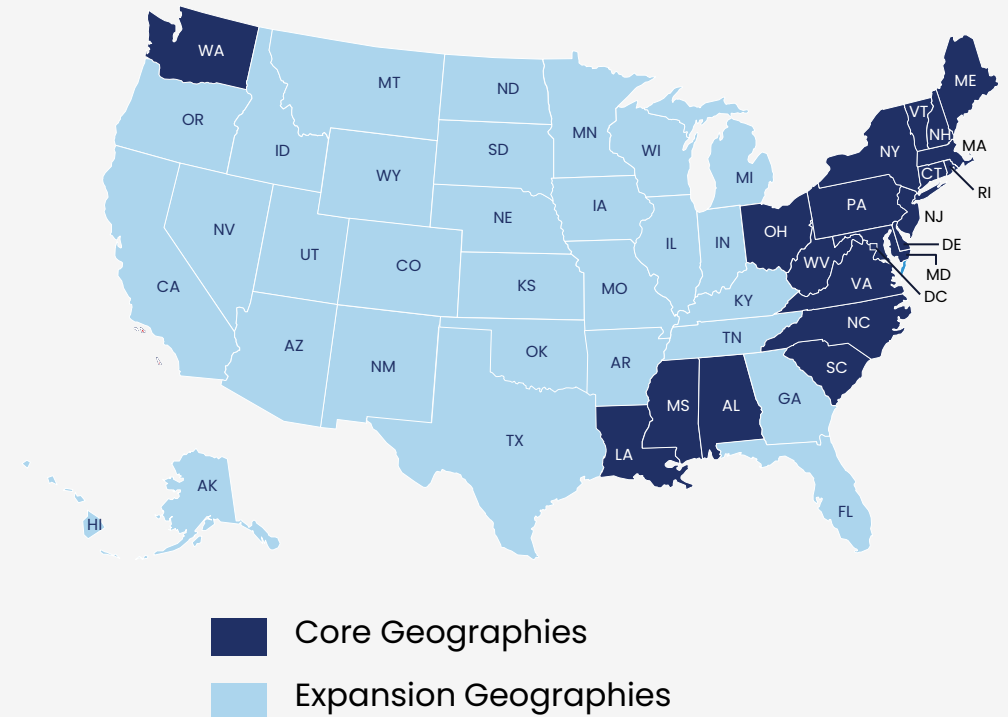 WA
MT
ND
MN
OR
ID
SD
WI
WY
MI
ME
VT
NH
MA
NY
CT
RI
NE
IA
PA
NJ
NV
UT
CO
IL
IN
OH
DE
CA
KS
MO
WV
VA
MD
DC
KY
AZ
NM
OK
AR
TN
NC
SC
MS
AL
GA
TX
LA
AK
HI
FL
Core Geographies
Expansion Geographies